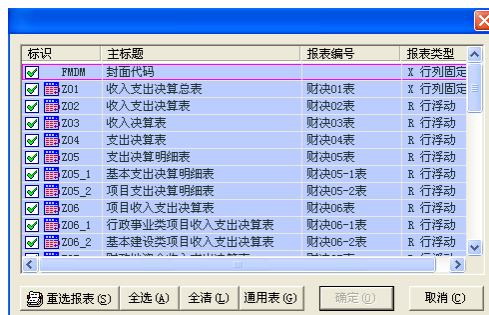 标识 主标题 报表编号 报表类型
FMDM 封面代码 X 行列固定
Z01 收入支出决算总表 财决01表 X 行列固定
Z02 收入支出决算表 财决02表 R 行浮动
Z03 收入决算表 财决03表 R 行浮动
Z04 支出决算表 财决04表 R 行浮动
Z05 支出决算明细表 财决05表 R 行浮动
Z05_1 基本支出决算明细表 财决05-1表 R 行浮动
Z05_2 项目支出决算明细表 财决05-2表 R 行浮动
Z06 项目收入支出决算表 财决06表 R 行浮动
Z06_1 行政事业类项目收入支出决算表 财决06-1表 R 行浮动
Z06_2 基本建设类项目收入支出决算表 财决06-2表 R 行浮动
重选报表(S) 全选(A) 全清(L) 通用表(G) 确定(O) 取消(C)